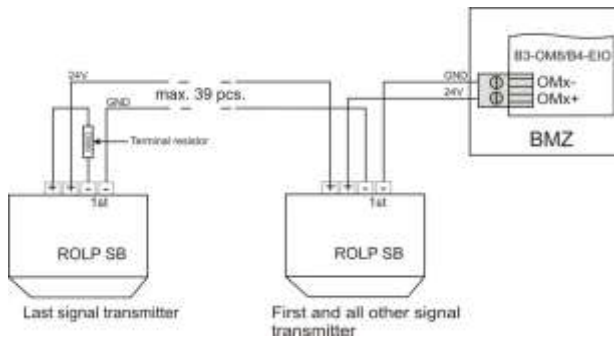 B3-OM8/B4-EIO
GND
OMx-
24V
OMx+
BMZ
24V
max. 39 pcs.
GND
Terminal resistor
+ + - -
1st
ROLP SB
+ + - -
1st
ROLP SB
Last signal transmitter
First and all other signal
transmitter